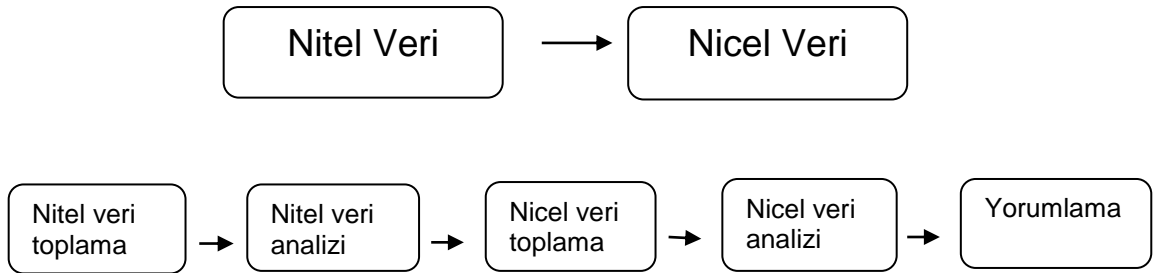 Nitel Veri
Nicel Veri
Nitel veri
toplama
Nitel veri
analizi
Nicel veri
toplama
Nicel veri
analizi
Yorumlama